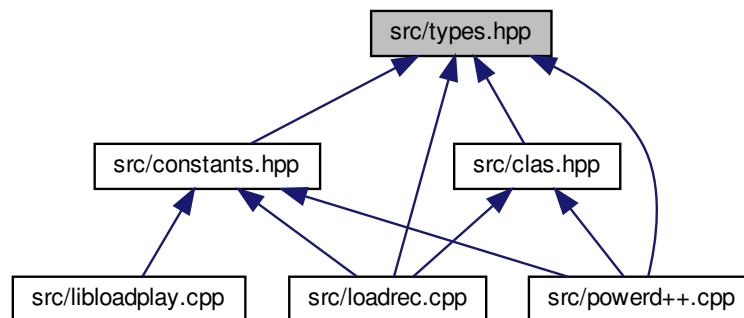 src/types.hpp
src/constants.hpp
src/clas.hpp
src/libloadplay.cpp
src/loadrec.cpp
src/powerd++.cpp